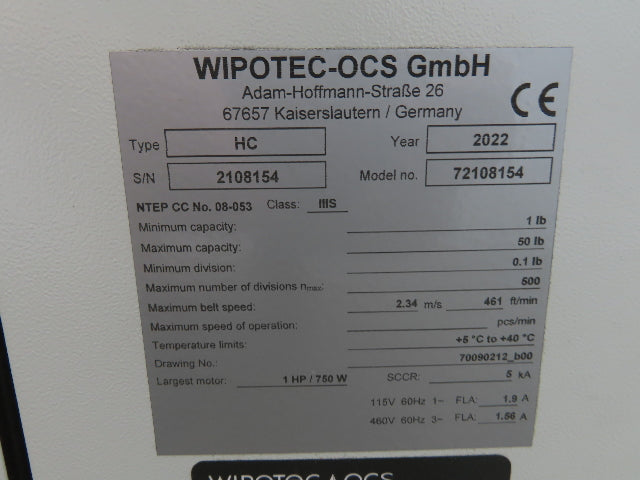 WIPOTEC-OCS GmbH
Adam-Hoffmann-Straße 26
67657 Kaiserslautern / Germany
CE
Type HC Year 2022
S/N 2108154 Model no. 72108154
NTEP CC No. 08-053 Class: IIIS
Minimum capacity: 1 lb
Maximum capacity: 50 lb
Minimum division: 0.1 lb
Maximum number of divisions nmax: 500
Maximum belt speed: 2.34 m/s 461 ft/min
Maximum speed of operation: pcs/min
Temperature limits: +5 °C to +40 °C
Drawing No.: 70090212_b00
Largest motor: 1 HP / 750 W SCCR: 5 kA
115V 60Hz 1~ FLA: 1.9 A
460V 60Hz 3~ FLA: 1.56 A
WIPOTEC-OCS